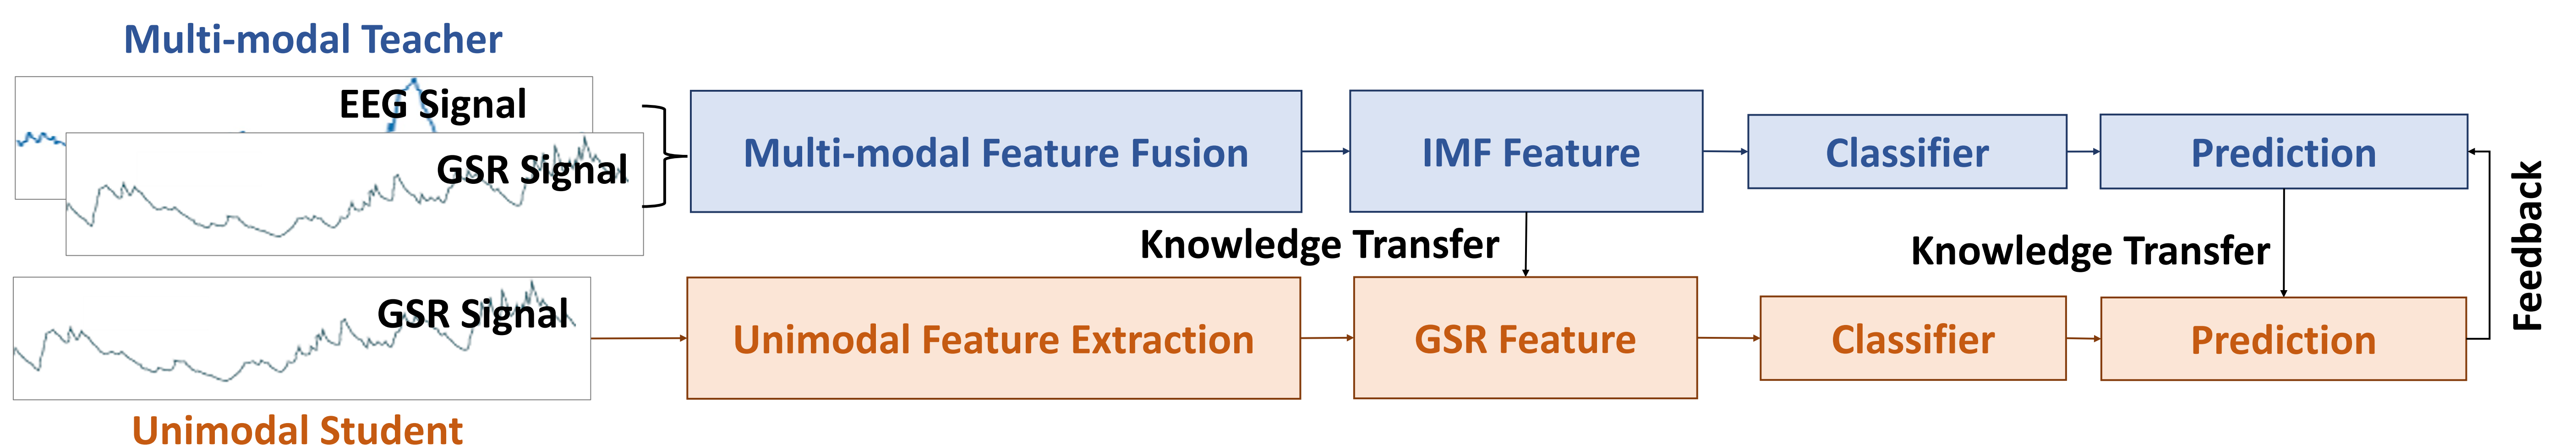 Multi-modal Teacher
EEG Signal
GSR Signal
Multi-modal Feature Fusion
IMF Feature
Classifier
Prediction
Knowledge Transfer
Knowledge Transfer
Feedback
GSR Signal
Unimodal Feature Extraction
GSR Feature
Classifier
Prediction
Unimodal Student